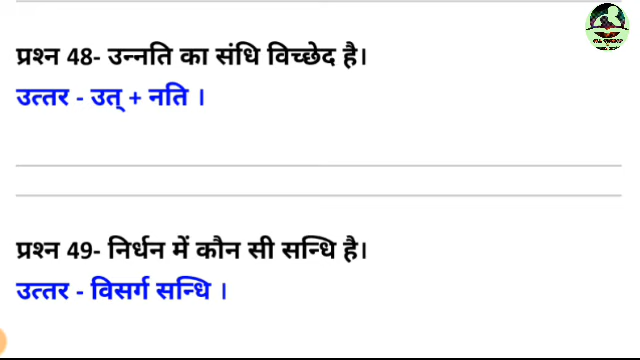 प्रश्न 48- उन्नति का संधि विच्छेद है।
उत्तर - उत् + नति ।
प्रश्न 49- निर्धन में कौन सी सन्धि है।
उत्तर - विसर्ग सन्धि ।